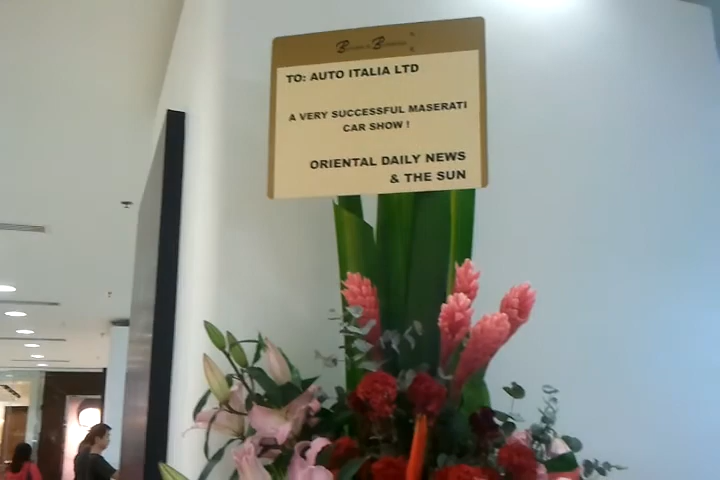 TO: AUTO ITALIA LTD
A VERY SUCCESSFUL MASERATI
CAR SHOW !
ORIENTAL DAILY NEWS
& THE SUN